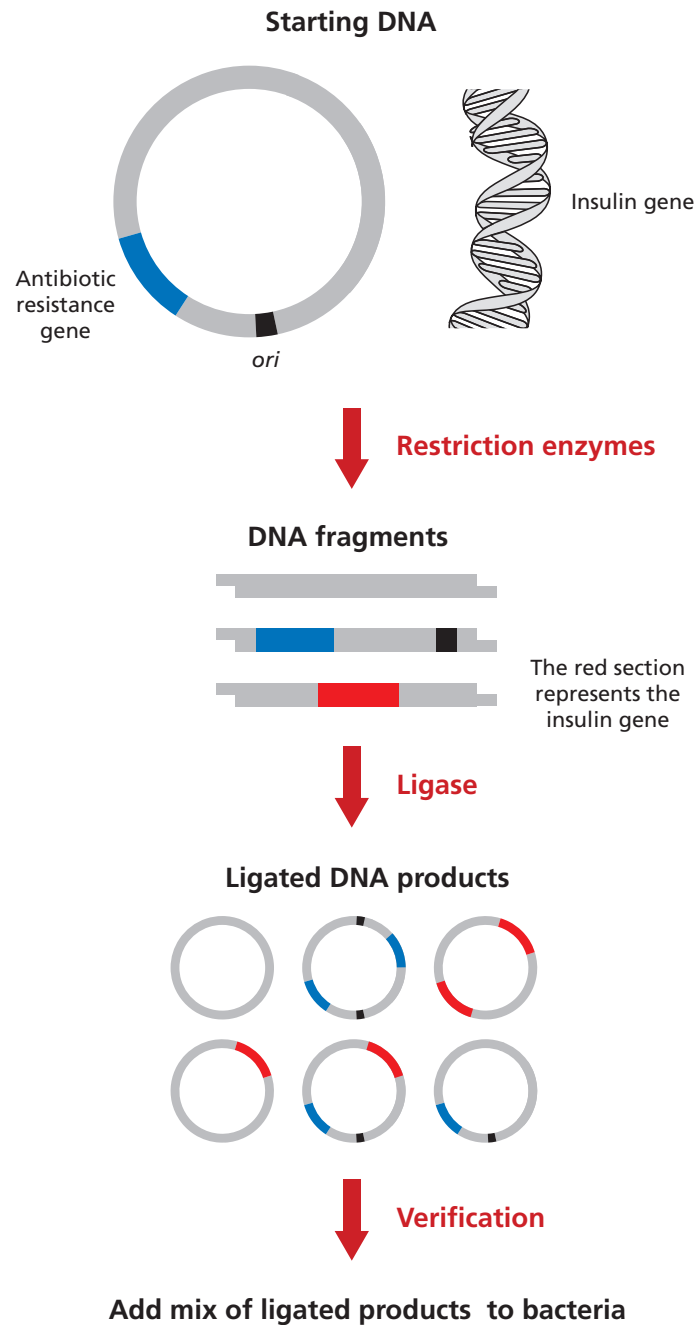 Starting DNA
Insulin gene
Antibiotic
resistance
gene
ori
Restriction enzymes
DNA fragments
The red section
represents the
insulin gene
Ligase
Ligated DNA products
Verification
Add mix of ligated products to bacteria